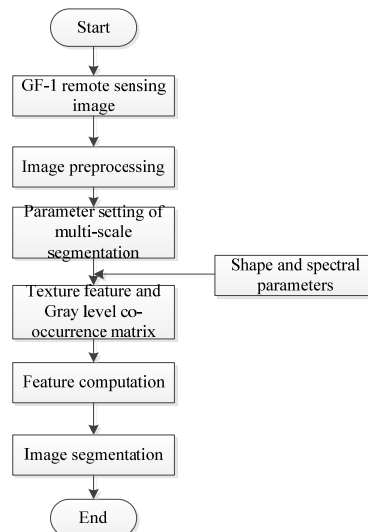 Start
GF-1 remote sensing
image
Image preprocessing
Parameter setting of
multi-scale
segmentation
Shape and spectral
parameters
Texture feature and
Gray level co-
occurrence matrix
Feature computation
Image segmentation
End